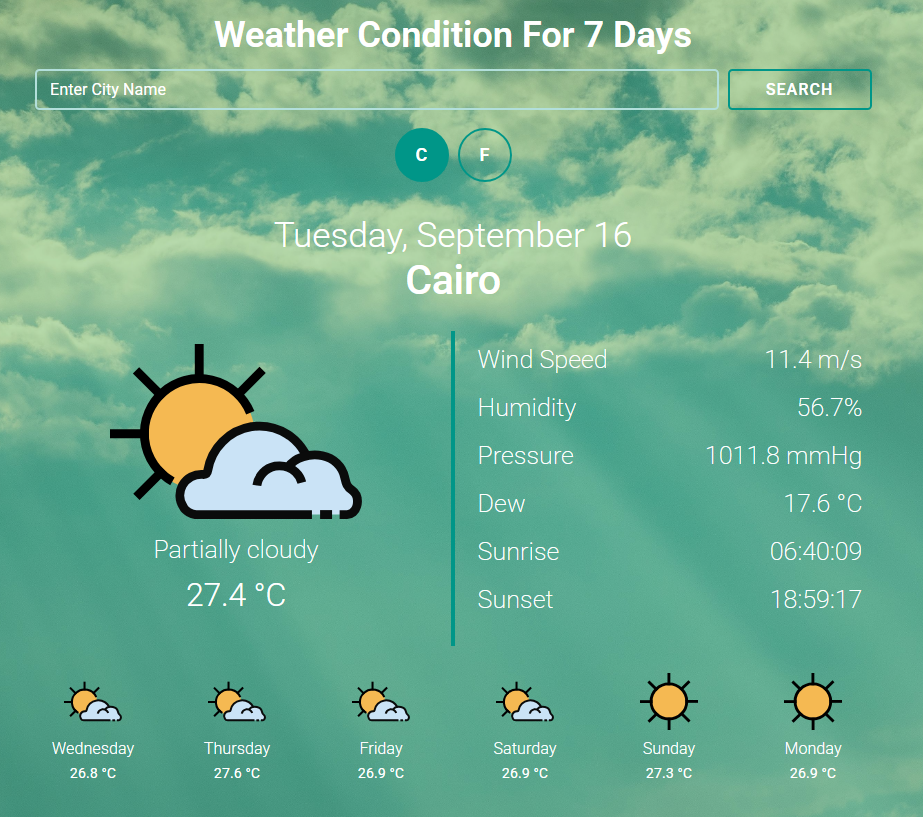 Weather Condition For 7 Days
Enter City Name SEARCH
C F
Tuesday, September 16
Cairo
Wind Speed 11.4 m/s
Humidity 56.7%
Pressure 1011.8 mmHg
Dew 17.6 °C
Sunrise 06:40:09
Sunset 18:59:17
Partially cloudy
27.4 °C
Wednesday Thursday Friday Saturday Sunday Monday
26.8 °C 27.6 °C 26.9 °C 26.9 °C 27.3 °C 26.9 °C